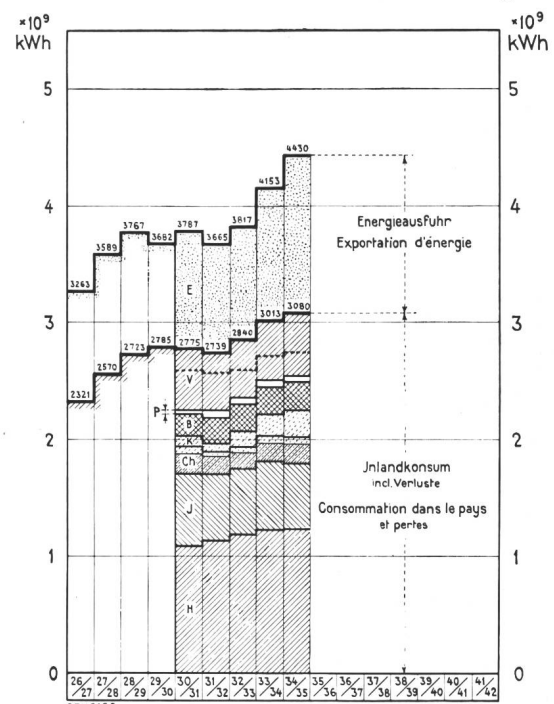 ×10⁹ ×10⁹
kWh kWh
5 5
4430
4153
4 4
3767 3787 3817
3589 3682 3665
3263
Energieausfuhr
Exportation d'énergie
E
3 3
3080
3013
2840
2785 2775 2739
2723
2570
2321
V
P
B
K
2 2
Ch
Jnlandkonsum
incl. Verluste
Consommation dans le pays
et pertes
J
1 1
H
0 0
26/27 27/28 28/29 29/30 30/31 31/32 32/33 33/34 34/35 35/36 36/37 37/38 38/39 39/40 40/41 41/42